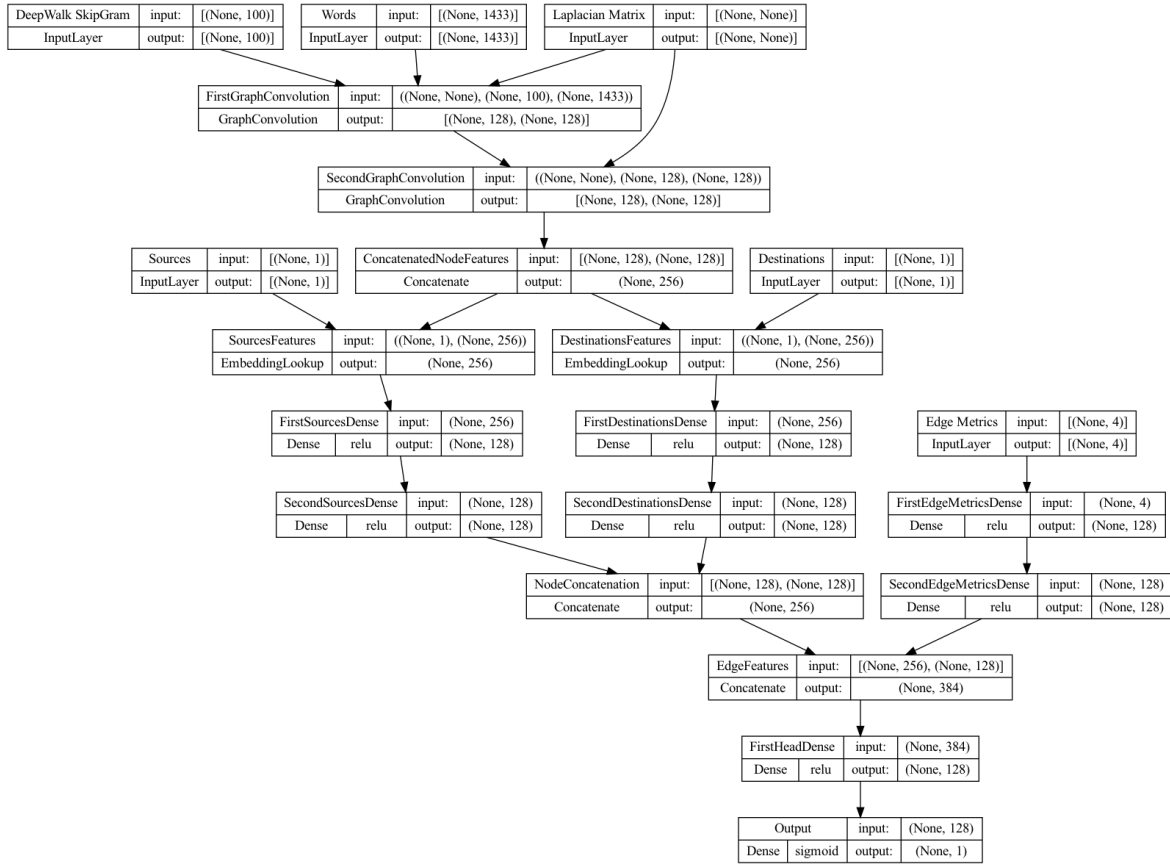 DeepWalk SkipGram input: [(None, 100)]
InputLayer output: [(None, 100)]
Words input: [(None, 1433)]
InputLayer output: [(None, 1433)]
Laplacian Matrix input: [(None, None)]
InputLayer output: [(None, None)]
FirstGraphConvolution input: ((None, None), (None, 100), (None, 1433))
GraphConvolution output: [(None, 128), (None, 128)]
SecondGraphConvolution input: ((None, None), (None, 128), (None, 128))
GraphConvolution output: [(None, 128), (None, 128)]
Sources input: [(None, 1)]
InputLayer output: [(None, 1)]
ConcatenatedNodeFeatures input: [(None, 128), (None, 128)]
Concatenate output: (None, 256)
Destinations input: [(None, 1)]
InputLayer output: [(None, 1)]
SourcesFeatures input: ((None, 1), (None, 256))
EmbeddingLookup output: (None, 256)
DestinationsFeatures input: ((None, 1), (None, 256))
EmbeddingLookup output: (None, 256)
FirstSourcesDense input: (None, 256)
Dense relu output: (None, 128)
FirstDestinationsDense input: (None, 256)
Dense relu output: (None, 128)
Edge Metrics input: [(None, 4)]
InputLayer output: [(None, 4)]
SecondSourcesDense input: (None, 128)
Dense relu output: (None, 128)
SecondDestinationsDense input: (None, 128)
Dense relu output: (None, 128)
FirstEdgeMetricsDense input: (None, 4)
Dense relu output: (None, 128)
NodeConcatenation input: [(None, 128), (None, 128)]
Concatenate output: (None, 256)
SecondEdgeMetricsDense input: (None, 128)
Dense relu output: (None, 128)
EdgeFeatures input: [(None, 256), (None, 128)]
Concatenate output: (None, 384)
FirstHeadDense input: (None, 384)
Dense relu output: (None, 128)
Output input: (None, 128)
Dense sigmoid output: (None, 1)